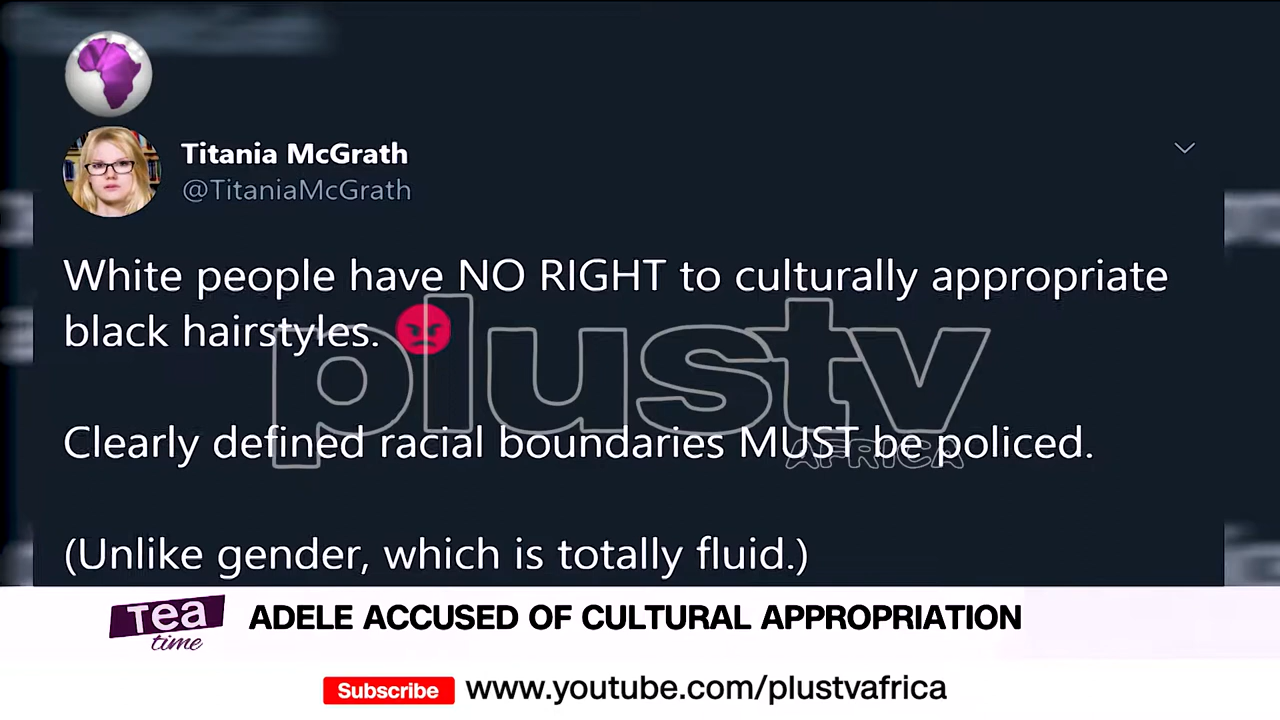 Titania McGrath
@TitaniaMcGrath
White people have NO RIGHT to culturally appropriate
black hairstyles.
Clearly defined racial boundaries MUST be policed.
(Unlike gender, which is totally fluid.)
plustv
AFRICA
Tea
time
ADELE ACCUSED OF CULTURAL APPROPRIATION
Subscribe www.youtube.com/plustvafrica